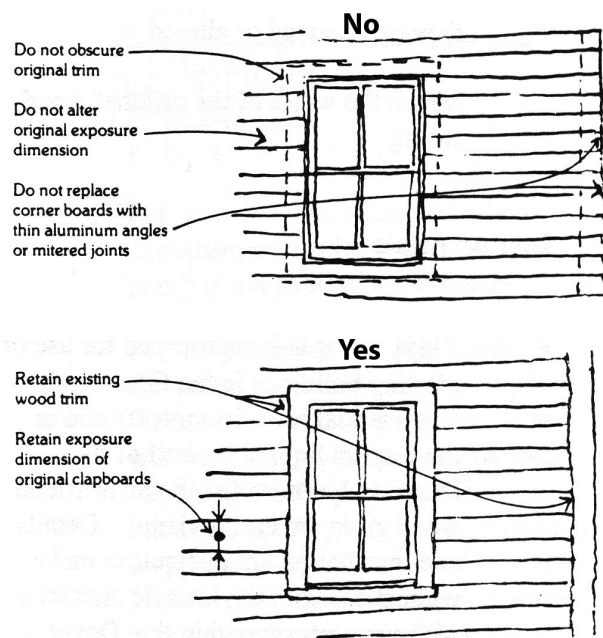 No
Do not obscure
original trim
Do not alter
original exposure
dimension
Do not replace
corner boards with
thin aluminum angles
or mitered joints
Yes
Retain existing
wood trim
Retain exposure
dimension of
original clapboards